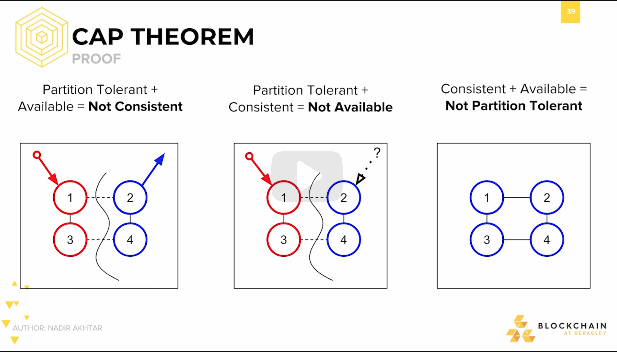 39
CAP THEOREM
PROOF
Partition Tolerant +
Available = Not Consistent
Partition Tolerant +
Consistent = Not Available
Consistent + Available =
Not Partition Tolerant
1
2
3
4
?
1
2
3
4
1
2
3
4
AUTHOR: NADIR AKHTAR
BLOCKCHAIN
AT BERKELEY